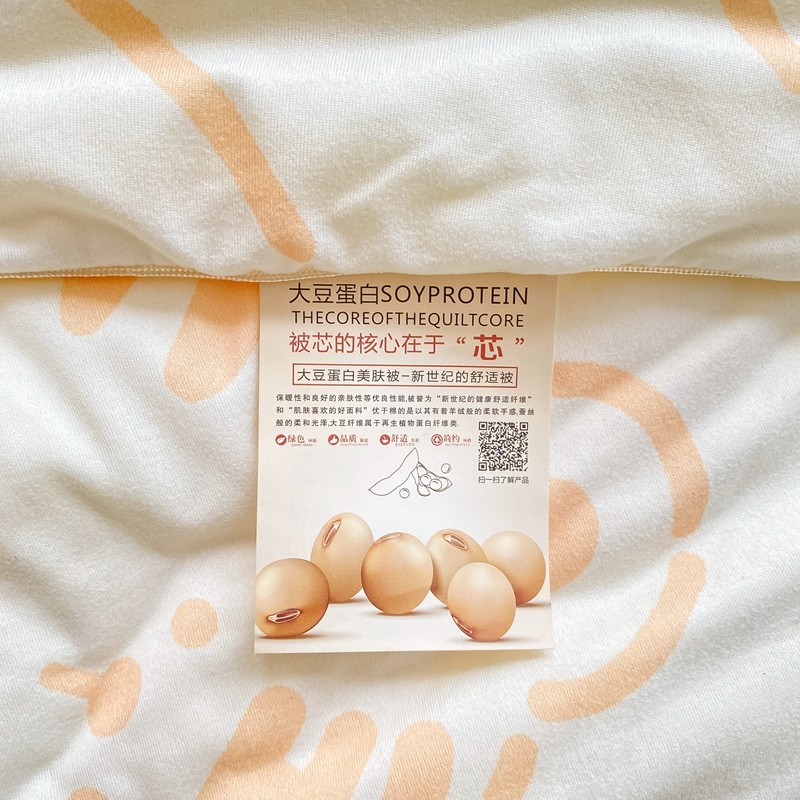 大豆蛋白SOYPROTEIN
THECOREOFTHEQUILTCORE
被芯的核心在于“芯”
大豆蛋白美肤被-新世纪的舒适被
保暖性和良好的亲肤性等优良性能,被誉为“新世纪的健康舒适纤维”
和“肌肤喜欢的好面料”优于棉的是以其有着羊绒般的柔软手感,蚕丝
般的柔和光泽,大豆纤维属于再生植物蛋白纤维类.
绿色 品质 舒适 简约
扫一扫了解产品